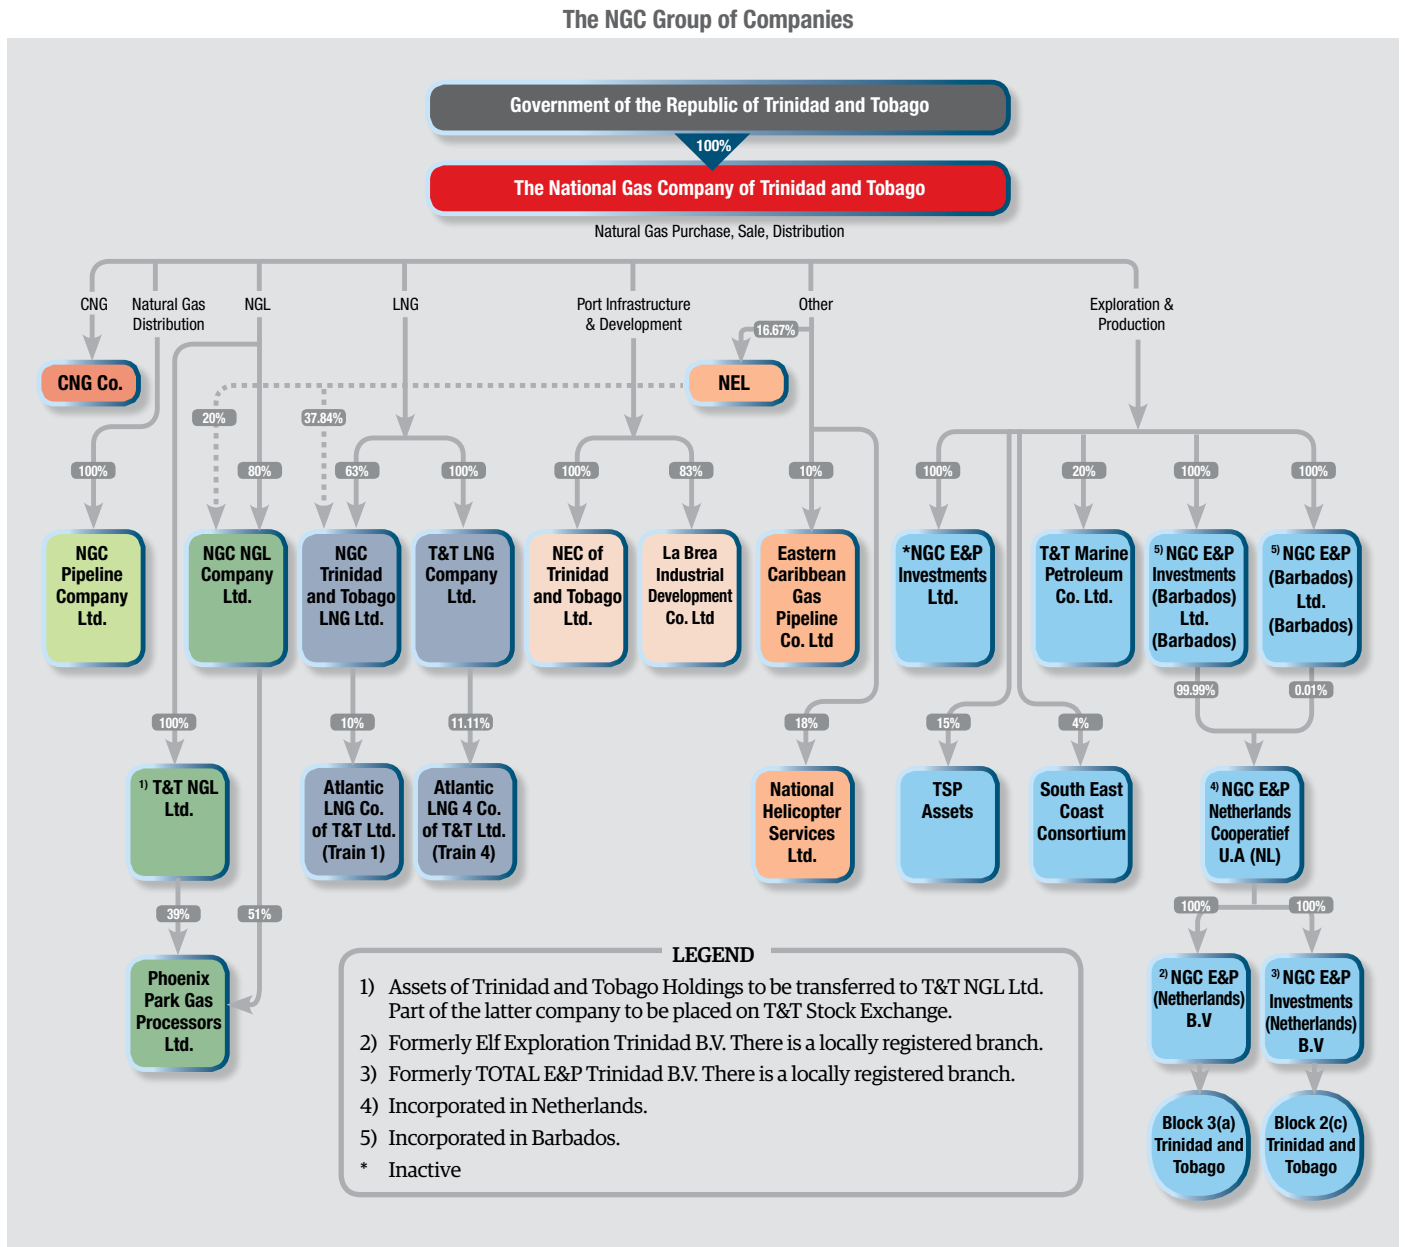 The NGC Group of Companies
Government of the Republic of Trinidad and Tobago
100%
The National Gas Company of Trinidad and Tobago
Natural Gas Purchase, Sale, Distribution
CNG
Natural Gas
Distribution
NGL
LNG
Port Infrastructure
& Development
Other
Exploration &
Production
16.67%
CNG Co.
NEL
20%
37.84%
100%
80%
63%
100%
100%
83%
10%
100%
20%
100%
100%
NGC
Pipeline
Company
Ltd.
NGC NGL
Company
Ltd.
NGC
Trinidad
and Tobago
LNG Ltd.
T&T LNG
Company
Ltd.
NEC of
Trinidad
and Tobago
Ltd.
La Brea
Industrial
Development
Co. Ltd
Eastern
Caribbean
Gas
Pipeline
Co. Ltd
*NGC E&P
Investments
Ltd.
T&T Marine
Petroleum
Co. Ltd.
5) NGC E&P
Investments
(Barbados)
Ltd.
(Barbados)
5) NGC E&P
(Barbados)
Ltd.
(Barbados)
99.99%
0.01%
100%
10%
11.11%
18%
15%
4%
1) T&T NGL
Ltd.
Atlantic
LNG Co.
of T&T Ltd.
(Train 1)
Atlantic
LNG 4 Co.
of T&T Ltd.
(Train 4)
National
Helicopter
Services
Ltd.
TSP
Assets
South East
Coast
Consortium
4) NGC E&P
Netherlands
Cooperatief
U.A (NL)
39%
51%
100%
100%
Phoenix
Park Gas
Processors
Ltd.
2) NGC E&P
(Netherlands)
B.V
3) NGC E&P
Investments
(Netherlands)
B.V
Block 3(a)
Trinidad and
Tobago
Block 2(c)
Trinidad and
Tobago
LEGEND
1) Assets of Trinidad and Tobago Holdings to be transferred to T&T NGL Ltd.
Part of the latter company to be placed on T&T Stock Exchange.
2) Formerly Elf Exploration Trinidad B.V. There is a locally registered branch.
3) Formerly TOTAL E&P Trinidad B.V. There is a locally registered branch.
4) Incorporated in Netherlands.
5) Incorporated in Barbados.
* Inactive